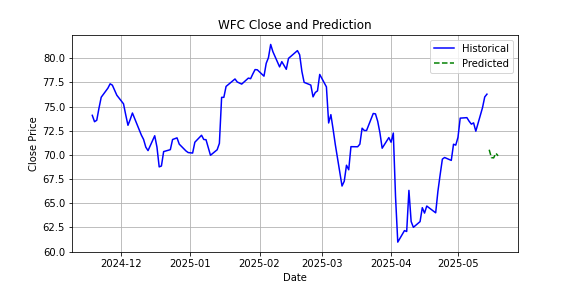 WFC Close and Prediction
Historical
Predicted
Close Price
80.0
77.5
75.0
72.5
70.0
67.5
65.0
62.5
60.0
2024-12 2025-01 2025-02 2025-03 2025-04 2025-05
Date